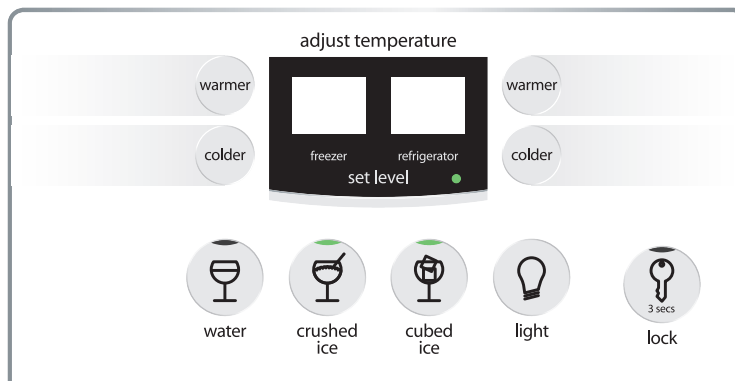 adjust temperature
warmer
warmer
colder
freezer
refrigerator
colder
set level
3 secs
water
crushed
ice
cubed
ice
light
lock